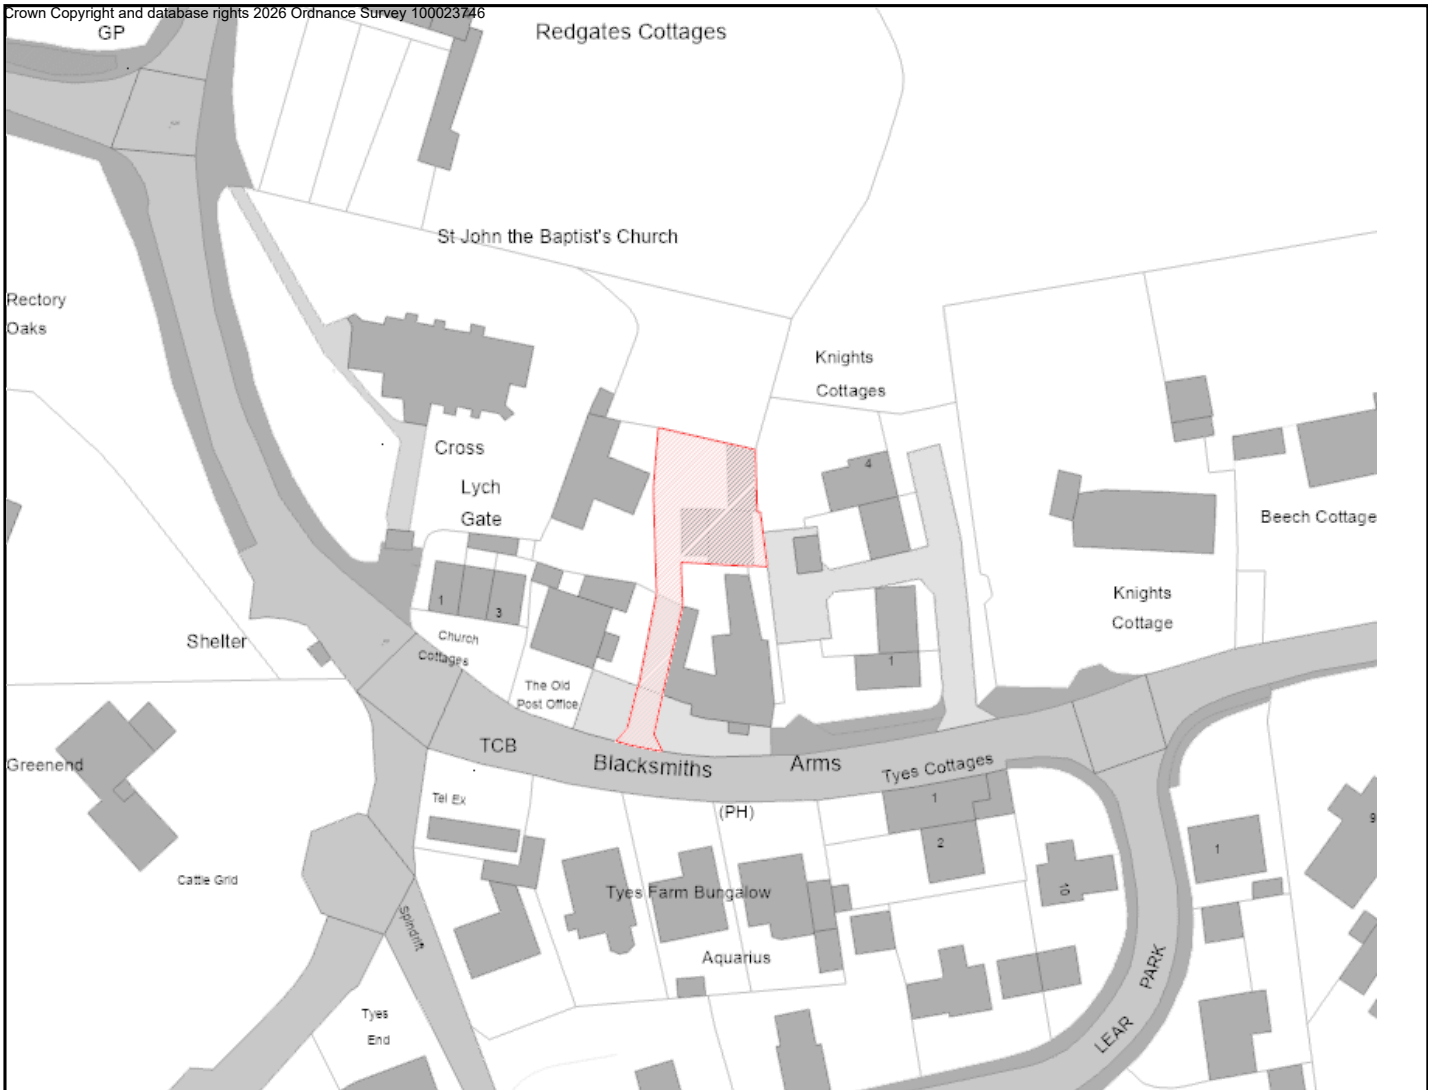 Crown Copyright and database rights 2026 Ordnance Survey 100023746
GP
Redgates Cottages
St John the Baptist's Church
Rectory
Oaks
Knights
Cottages
Cross
4
Lych
Gate
Beech Cottage
Knights
Cottage
1
3
Church
Cottages
Shelter
1
The Old
Post Office
TCB
Blacksmiths
Arms
Tyes Cottages
Greenend
Tel Ex
(PH)
1
2
1
9
Cattle Grid
Tyes Farm Bungalow
10
Spindrift
Aquarius
PARK
LEAR
Tyes
End